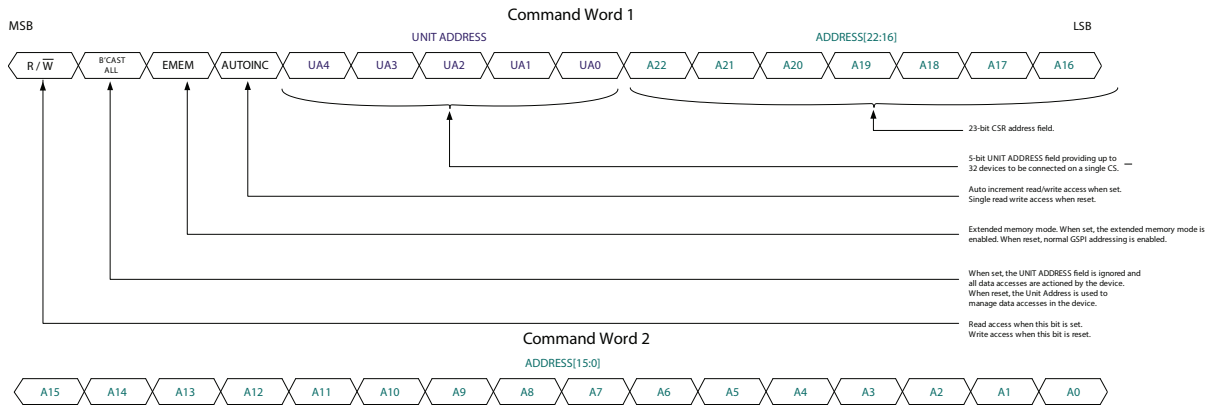 Command Word 1
MSB
LSB
UNIT ADDRESS
ADDRESS[22:16]
R / W
B'CAST
ALL
EMEM
AUTOINC
UA4
UA3
UA2
UA1
UA0
A22
A21
A20
A19
A18
A17
A16
23-bit CSR address field.
5-bit UNIT ADDRESS field providing up to
32 devices to be connected on a single CS.
Auto increment read/write access when set.
Single read write access when reset.
Extended memory mode. When set, the extended memory mode is
enabled. When reset, normal GSPI addressing is enabled.
When set, the UNIT ADDRESS field is ignored and
all data accesses are actioned by the device.
When reset, the Unit Address is used to
manage data accesses in the device.
Read access when this bit is set.
Write access when this bit is reset.
Command Word 2
ADDRESS[15:0]
A15
A14
A13
A12
A11
A10
A9
A8
A7
A6
A5
A4
A3
A2
A1
A0